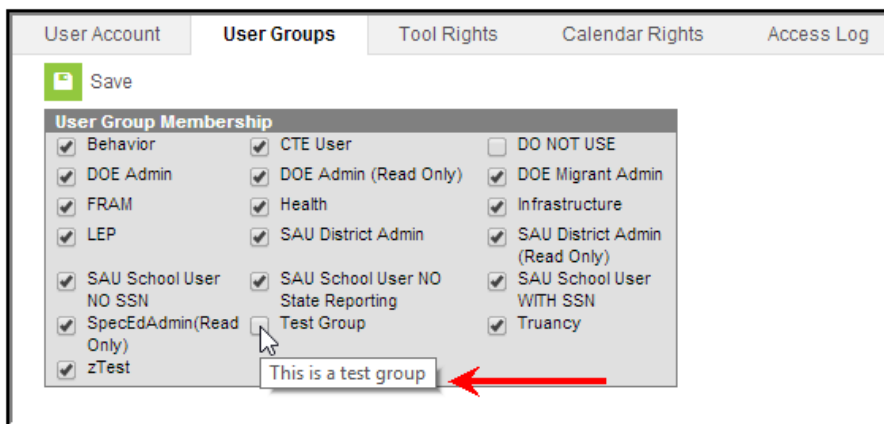 User Account User Groups Tool Rights Calendar Rights Access Log
Save
User Group Membership
Behavior CTE User DO NOT USE
DOE Admin DOE Admin (Read Only) DOE Migrant Admin
FRAM Health Infrastructure
LEP SAU District Admin SAU District Admin
(Read Only)
SAU School User SAU School User NO SAU School User
NO SSN State Reporting WITH SSN
SpecEdAdmin(Read Test Group Truancy
Only)
zTest
This is a test group